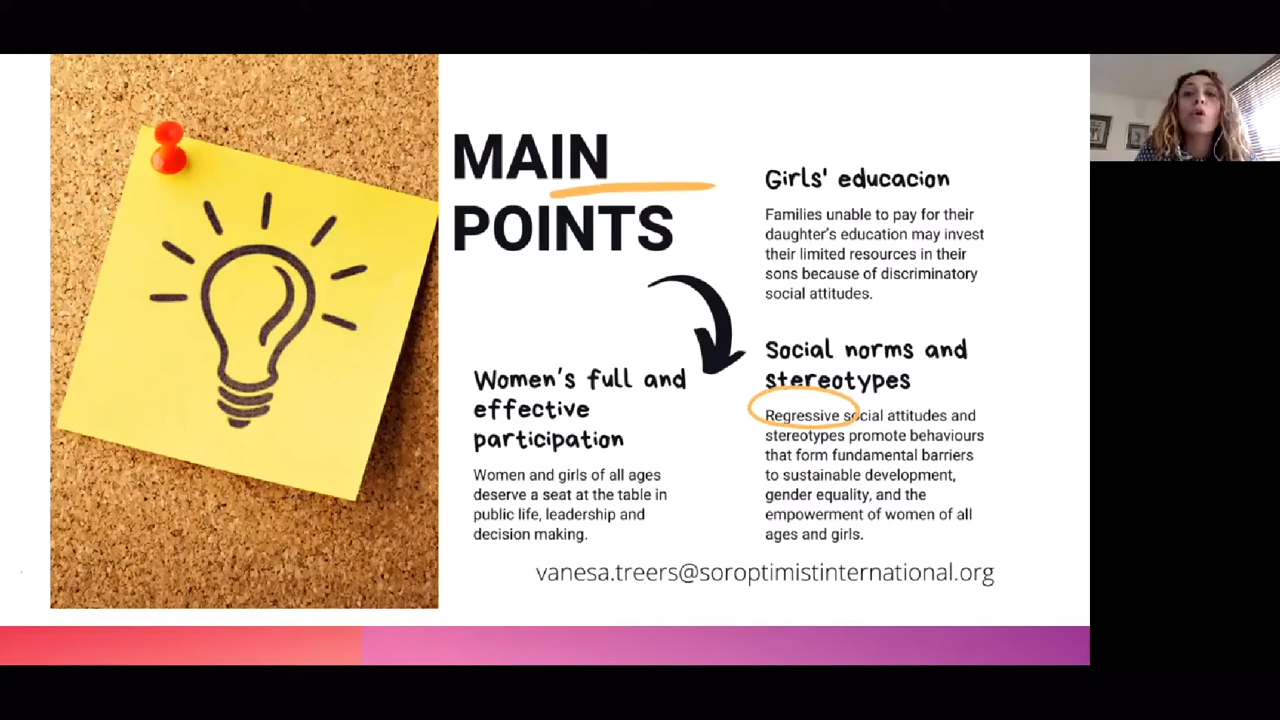 MAIN
POINTS
Women's full and
effective
participation
Women and girls of all ages
deserve a seat at the table in
public life, leadership and
decision making.
Girls' educacion
Families unable to pay for their
daughter's education may invest
their limited resources in their
sons because of discriminatory
social attitudes.
Social norms and
stereotypes
Regressive social attitudes and
stereotypes promote behaviours
that form fundamental barriers
to sustainable development,
gender equality, and the
empowerment of women of all
ages and girls.
vanesa.treers@soroptimistinternational.org